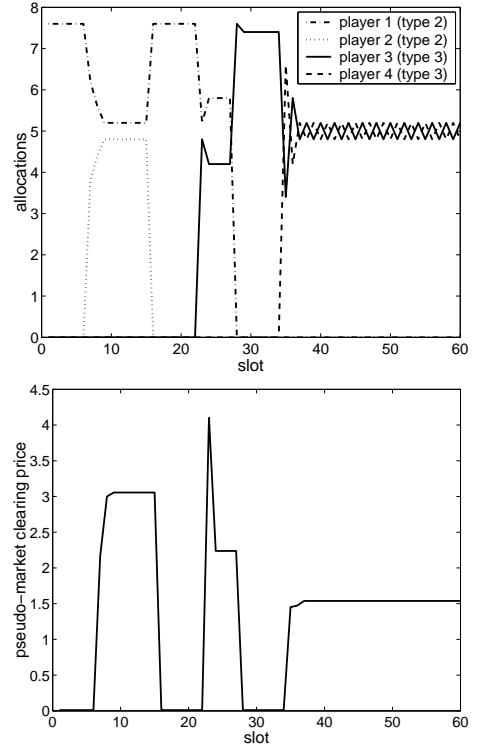 8
7
6
5
4
3
2
1
0
allocations
player 1 (type 2)
player 2 (type 2)
player 3 (type 3)
player 4 (type 3)
0 10 20 30 40 50 60
slot
4.5
4
3.5
3
2.5
2
1.5
1
0.5
0
pseudo−market clearing price
0 10 20 30 40 50 60
slot